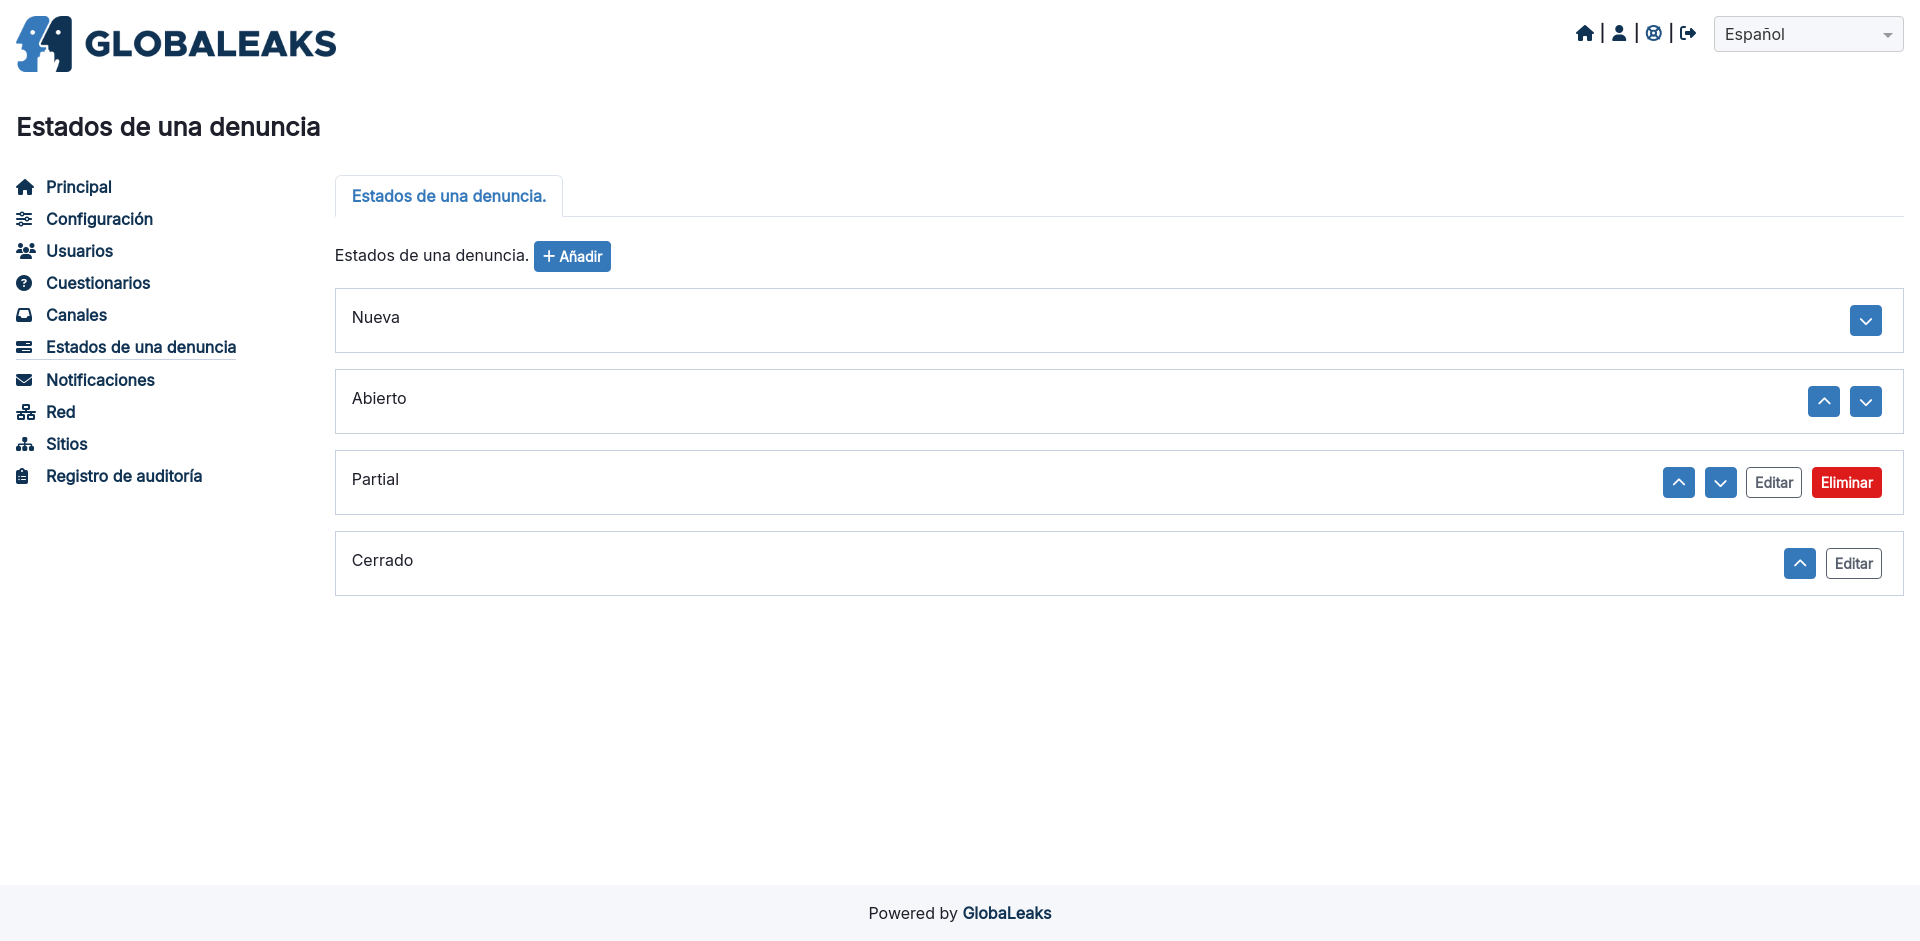 GLOBALEAKS
Español
Estados de una denuncia
Principal
Configuración
Usuarios
Cuestionarios
Canales
Estados de una denuncia
Notificaciones
Red
Sitios
Registro de auditoría
Estados de una denuncia.
Estados de una denuncia. Añadir
Nueva
Abierto
Partial Editar Eliminar
Cerrado Editar
Powered by GlobaLeaks